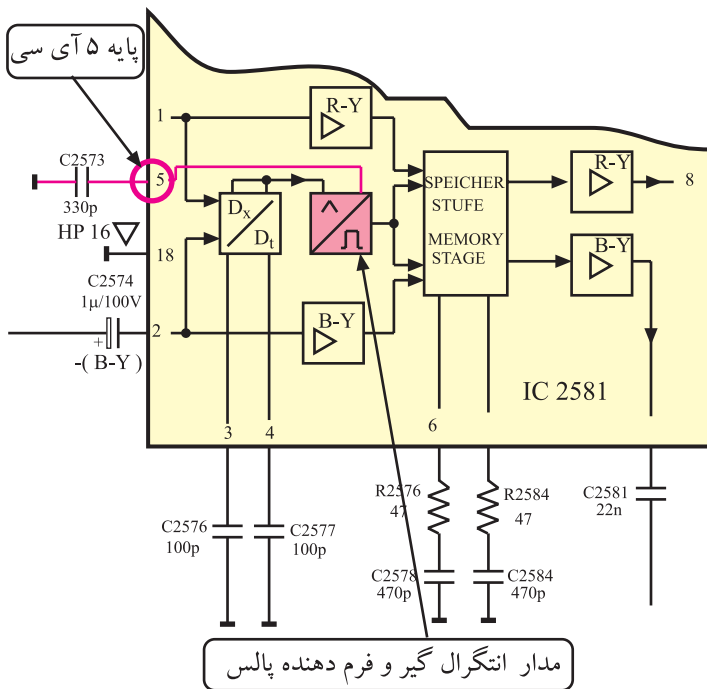 پایه ۵ آی سی
R-Y
1
C2573
5
330p
SPEICHER
STUFE
MEMORY
STAGE
R-Y
8
Dx
Dt
HP 16
18
C2574
1µ/100V
2
+
-( B-Y )
B-Y
B-Y
IC 2581
3
4
6
R2576
47
R2584
47
C2581
22n
C2576
100p
C2577
100p
C2578
470p
C2584
470p
مدار انتگرال گیر و فرم دهنده پالس